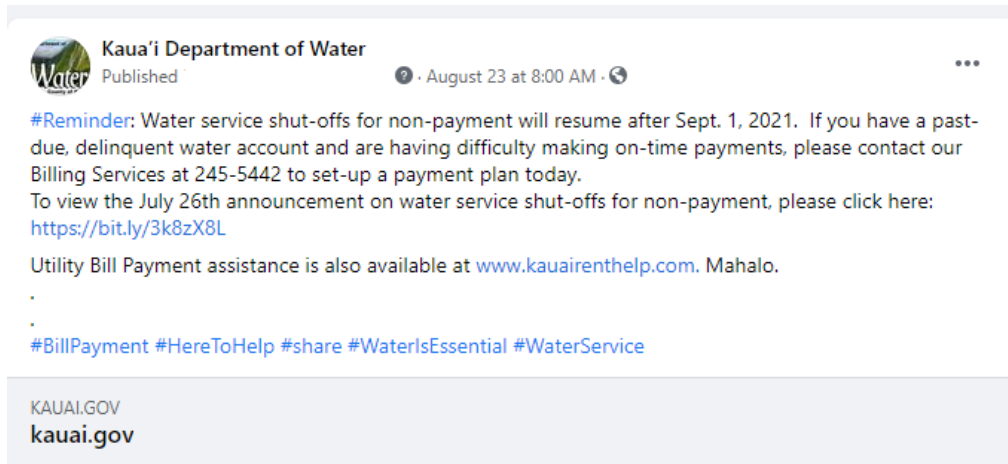 Kaua'i Department of Water
Published
August 23 at 8:00 AM ·
#Reminder: Water service shut-offs for non-payment will resume after Sept. 1, 2021.  If you have a past-
due, delinquent water account and are having difficulty making on-time payments, please contact our
Billing Services at 245-5442 to set-up a payment plan today.
To view the July 26th announcement on water service shut-offs for non-payment, please click here:
https://bit.ly/3k8zX8L
Utility Bill Payment assistance is also available at www.kauairenthelp.com. Mahalo.
.
.
#BillPayment #HereToHelp #share #WaterIsEssential #WaterService
KAUAI.GOV
kauai.gov
Water